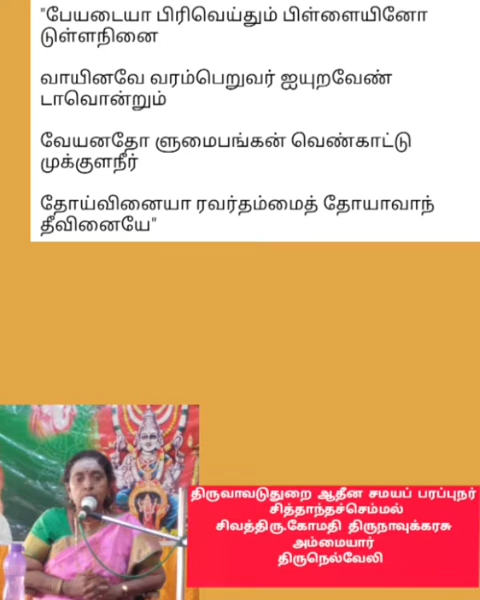 "பேயடையா பிரிவெய்தும் பிள்ளையினோ
டுள்ளநினை
வாயினவே வரம்பெறுவர் ஐயுறவேண்
டாவொன்றும்
வேயனதோ ளுமைபங்கன் வெண்காட்டு
முக்குளநீர்
தோய்வினையா ரவர்தம்மைத் தோயாவாந்
தீவினையே"
திருவாவடுதுறை ஆதீன சமயப் பரப்புநர்
சித்தாந்தச்செம்மல்
சிவத்திரு.கோமதி திருநாவுக்கரசு
அம்மையார்
திருநெல்வேலி